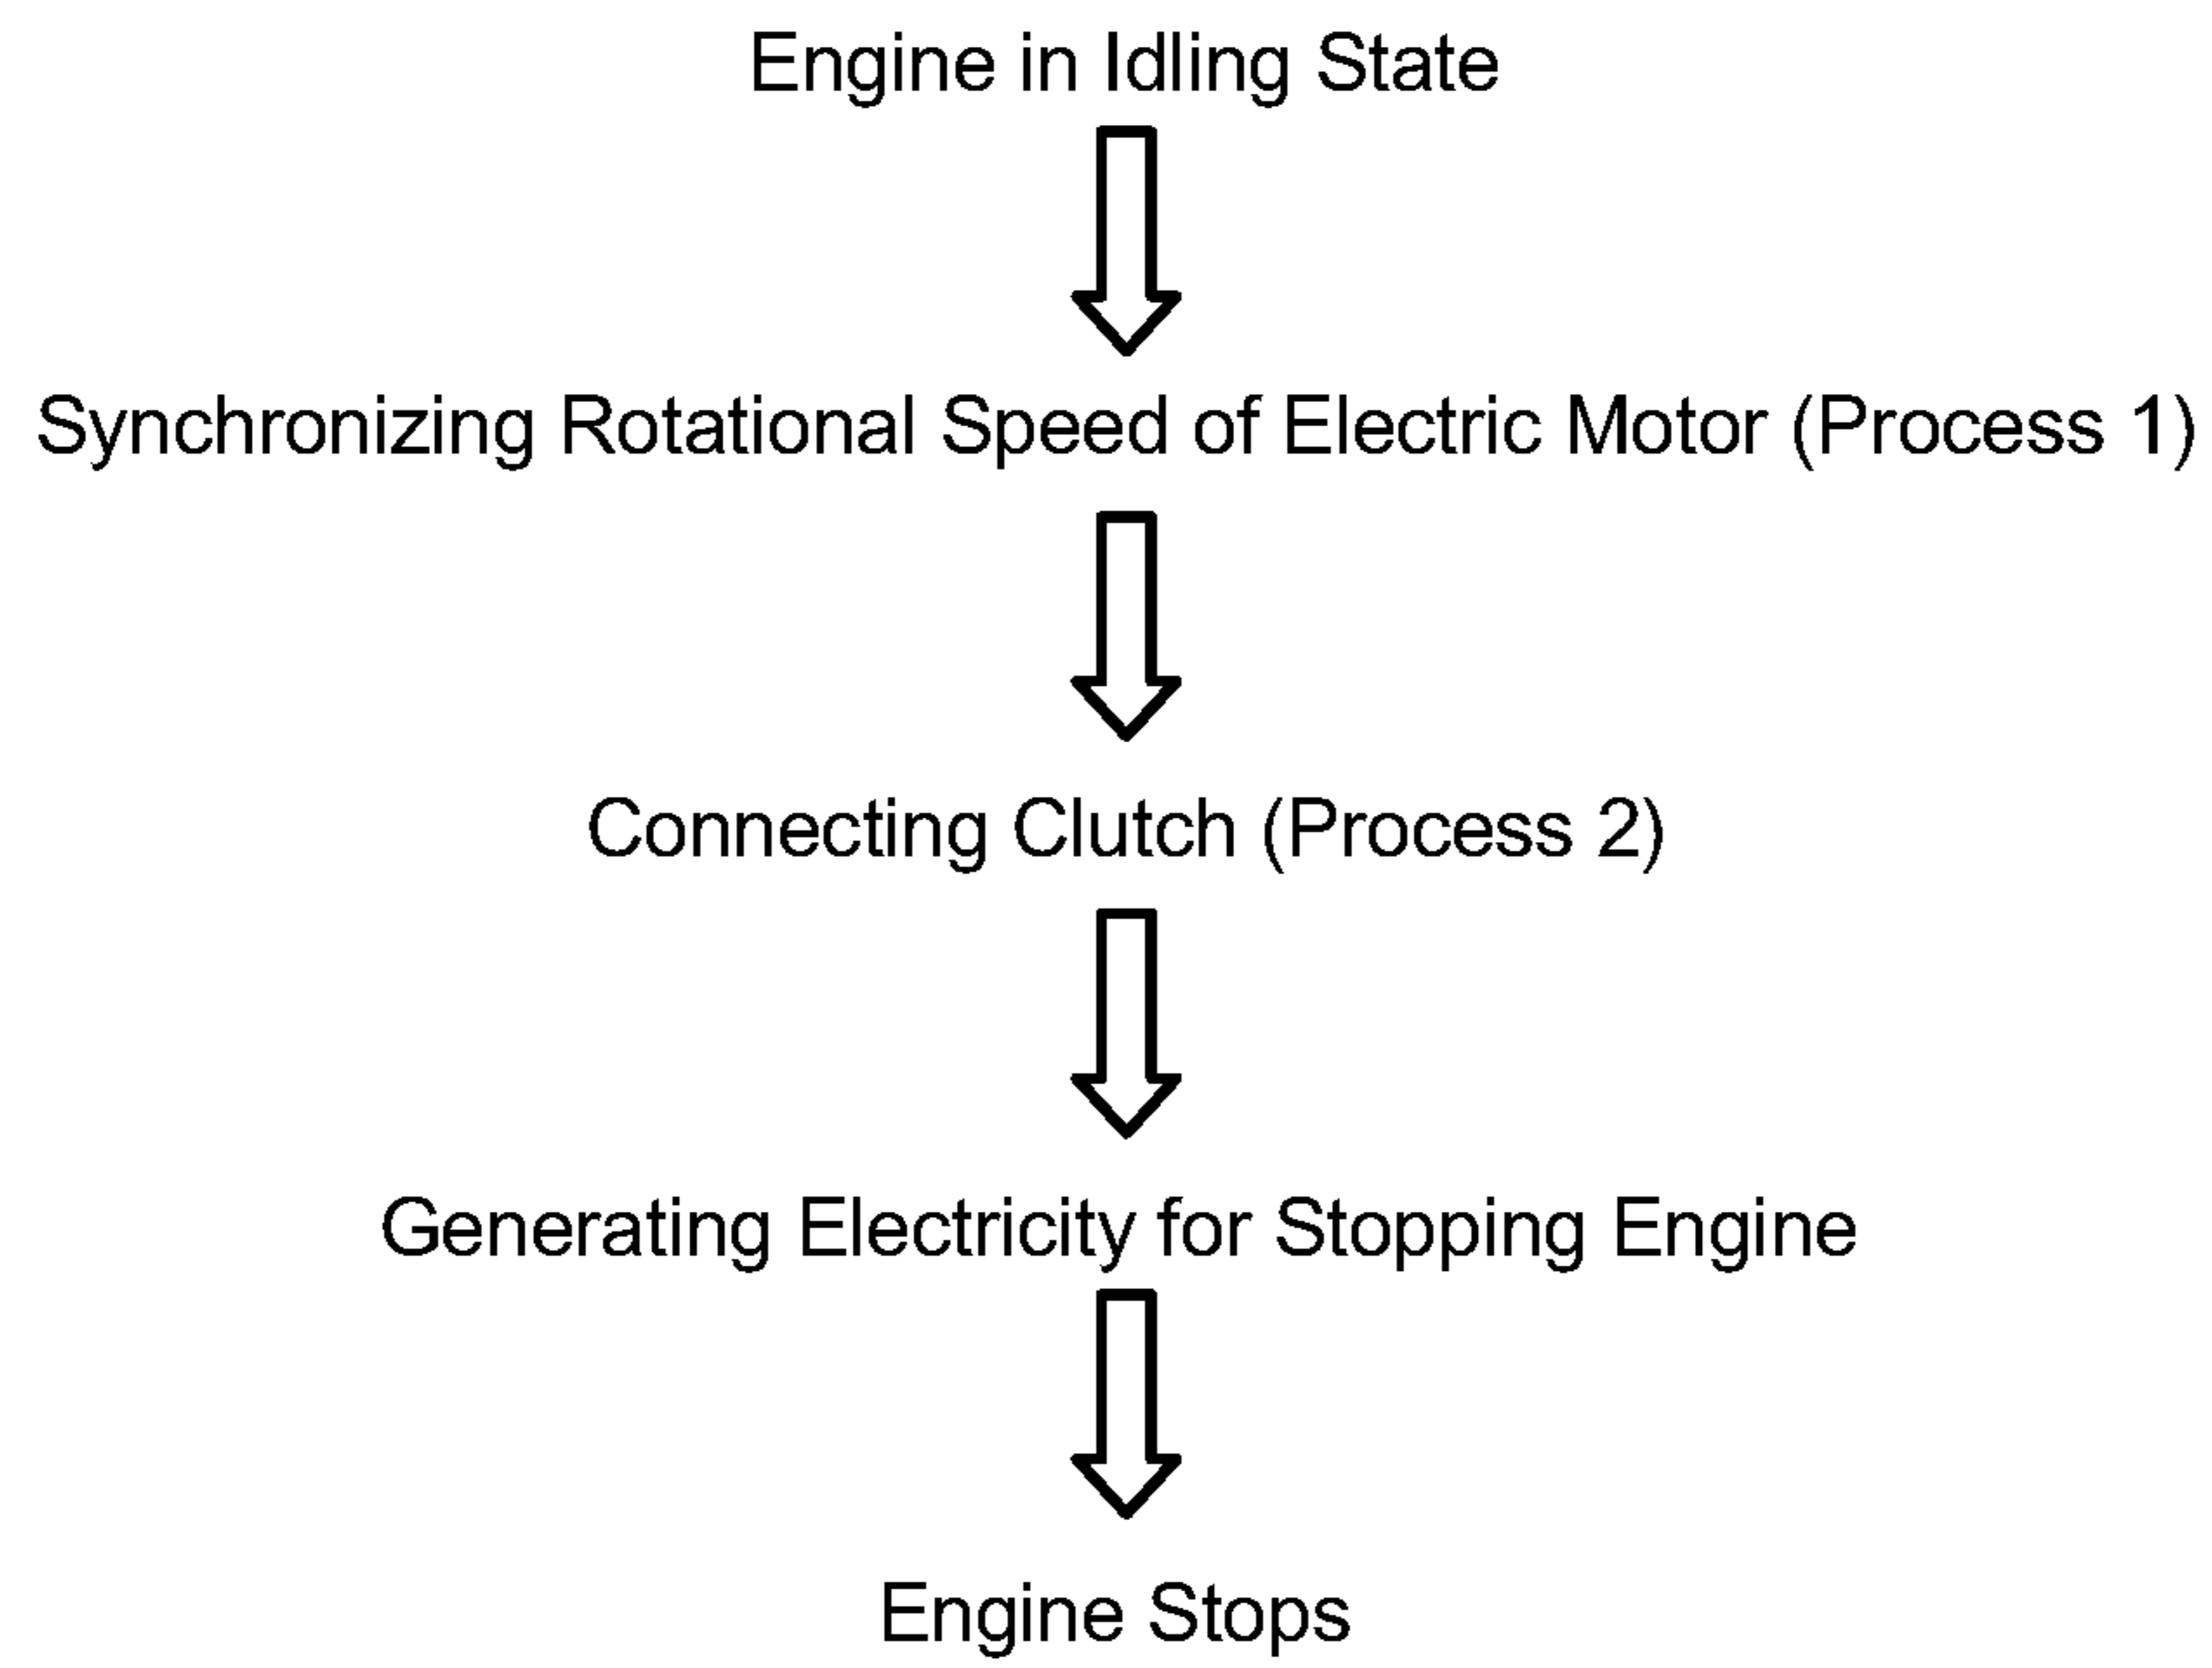 Engine in Idling State
Synchronizing Rotational Speed of Electric Motor (Process 1)
Connecting Clutch (Process 2)
Generating Electricity for Stopping Engine
Engine Stops